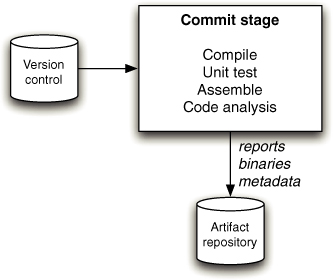 Commit stage
Compile
Unit test
Assemble
Code analysis
Version
control
reports
binaries
metadata
Artifact
repository